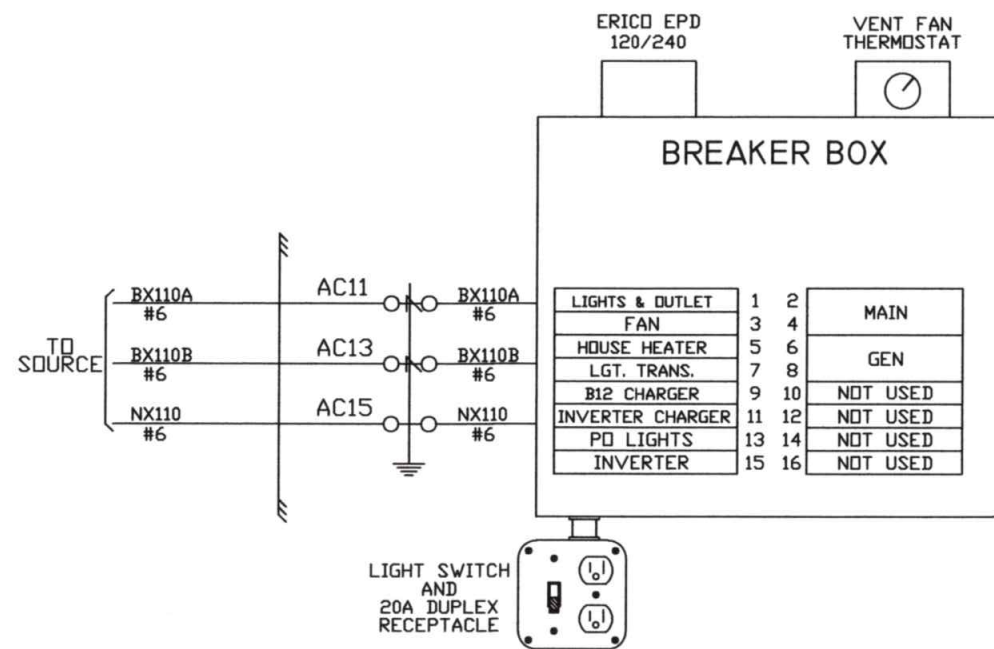 ERICO EPD
120/240
VENT FAN
THERMOSTAT
BREAKER BOX
TO
SOURCE
BX110A
#6
AC11
BX110A
#6
BX110B
#6
AC13
BX110B
#6
NX110
#6
AC15
NX110
#6
LIGHTS & OUTLET 1 2 MAIN
FAN 3 4
HOUSE HEATER 5 6 GEN
LGT. TRANS. 7 8
B12 CHARGER 9 10 NOT USED
INVERTER CHARGER 11 12 NOT USED
PO LIGHTS 13 14 NOT USED
INVERTER 15 16 NOT USED
LIGHT SWITCH
AND
20A DUPLEX
RECEPTACLE